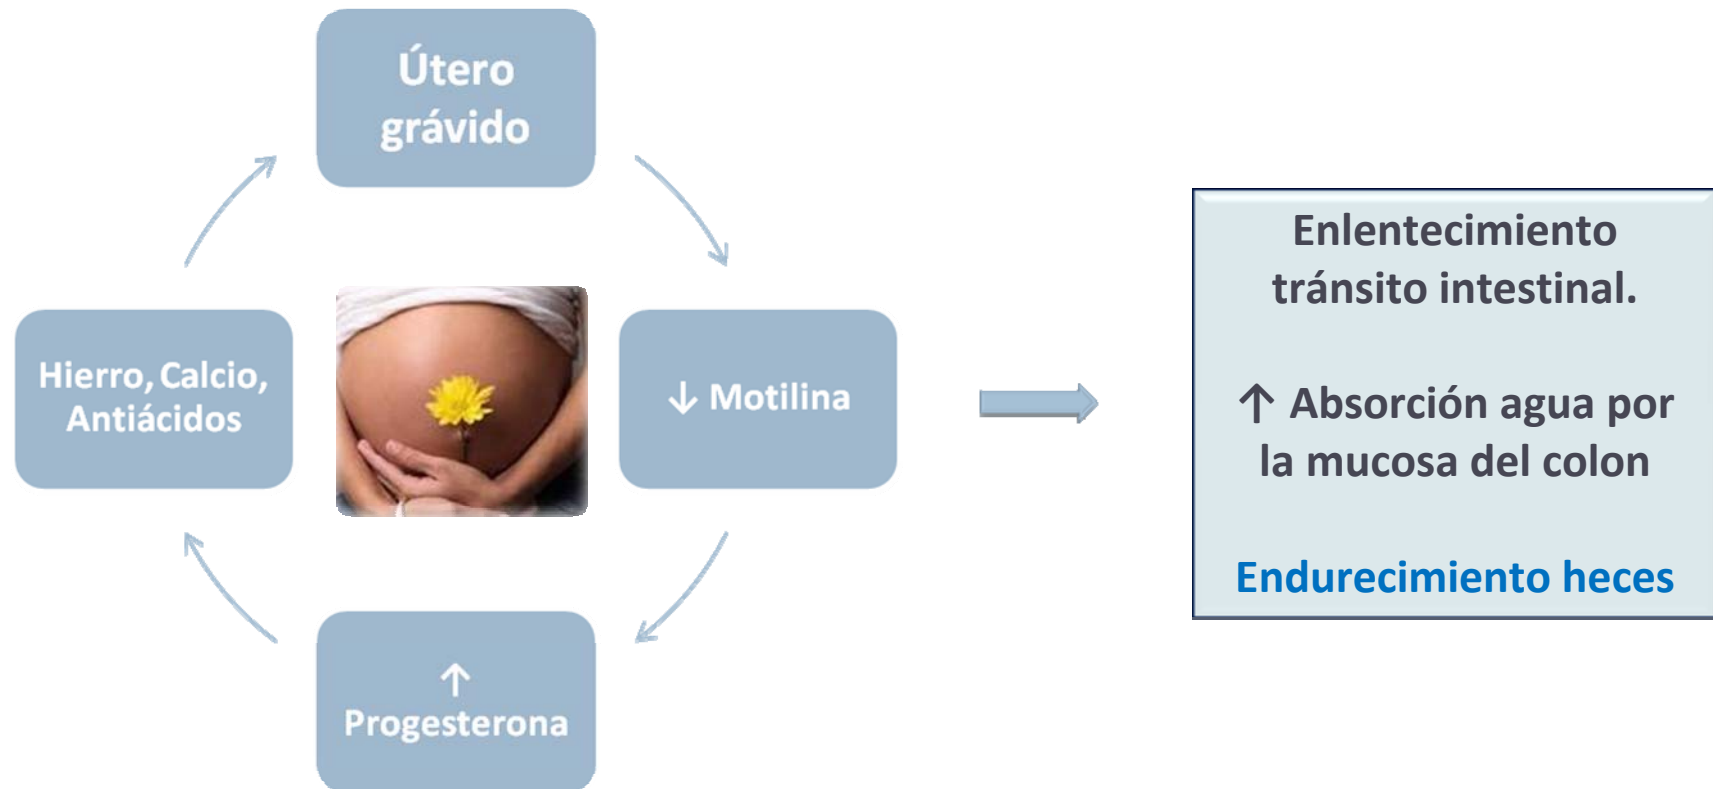 Útero
grávido
Hierro, Calcio,
Antiácidos
↓ Motilina
↑
Progesterona
Enlentecimiento
tránsito intestinal.
↑ Absorción agua por
la mucosa del colon
Endurecimiento heces